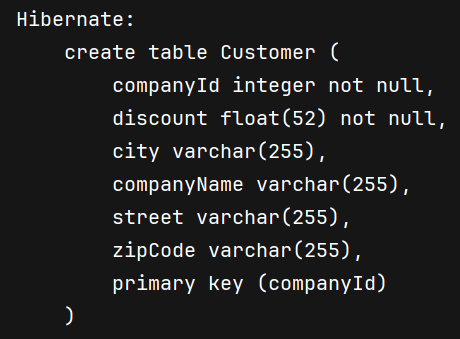 Hibernate:
    create table Customer (
        companyId integer not null,
        discount float(52) not null,
        city varchar(255),
        companyName varchar(255),
        street varchar(255),
        zipCode varchar(255),
        primary key (companyId)
    )